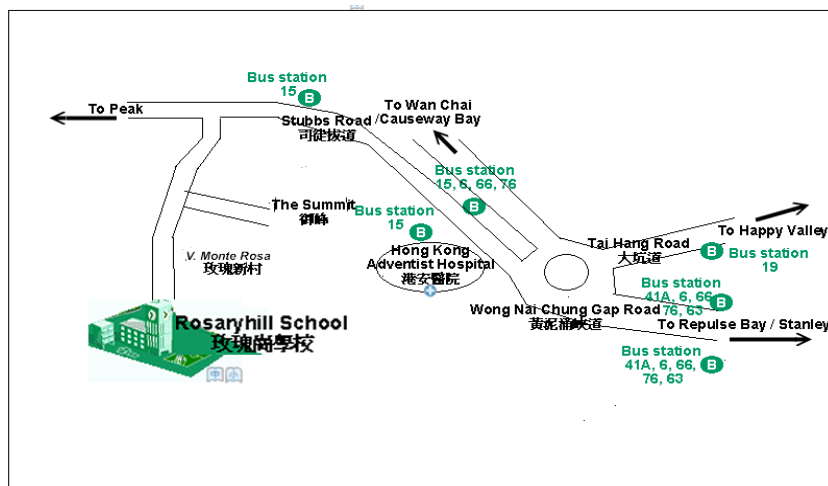 Bus station
15
B
To Peak
Stubbs Road
司徒拔道
To Wan Chai
/Causeway Bay
Bus station
15, 6, 66, 76
B
The Summit
御峰
Bus station
15
B
V. Monte Rosa
玫瑰新村
Hong Kong
Adventist Hospital
港安醫院
Tai Hang Road
大坑道
To Happy Valley
B
Bus station
19
Bus station
41A, 6, 66,
76, 63
B
Wong Nai Chung Gap Road
黃泥涌峽道
To Repulse Bay / Stanley
Bus station
41A, 6, 66,
76, 63
B
Rosaryhill School
玫瑰崗學校
中 小